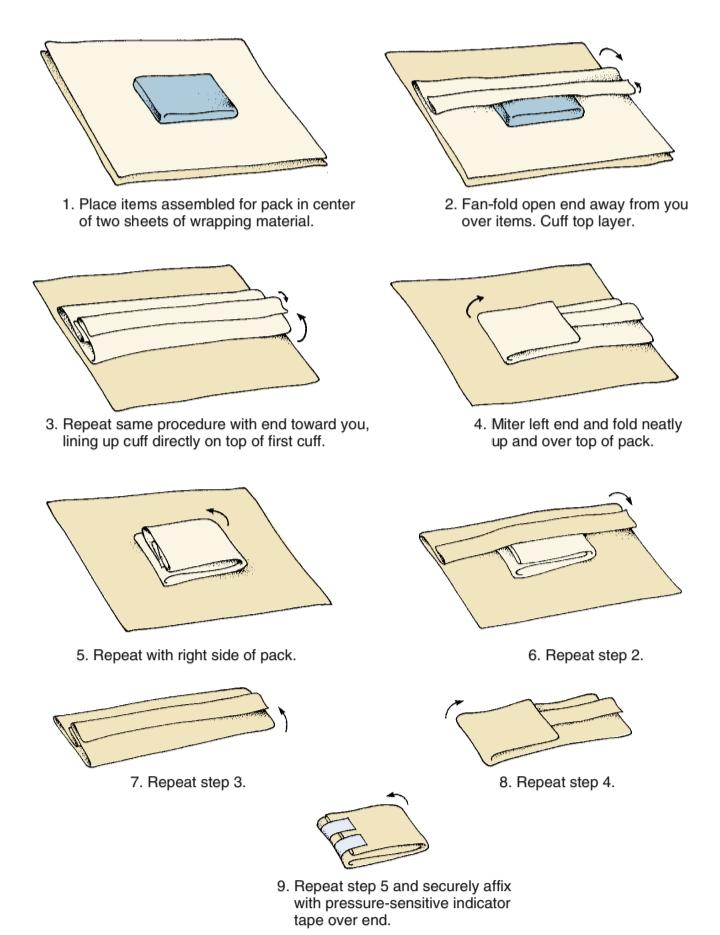 1. Place items assembled for pack in center
of two sheets of wrapping material.
2. Fan-fold open end away from you
over items. Cuff top layer.
3. Repeat same procedure with end toward you,
lining up cuff directly on top of first cuff.
4. Miter left end and fold neatly
up and over top of pack.
5. Repeat with right side of pack.
6. Repeat step 2.
7. Repeat step 3.
8. Repeat step 4.
9. Repeat step 5 and securely affix
with pressure-sensitive indicator
tape over end.